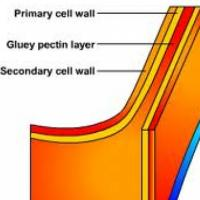 Primary cell wall
Gluey pectin layer
Secondary cell wall